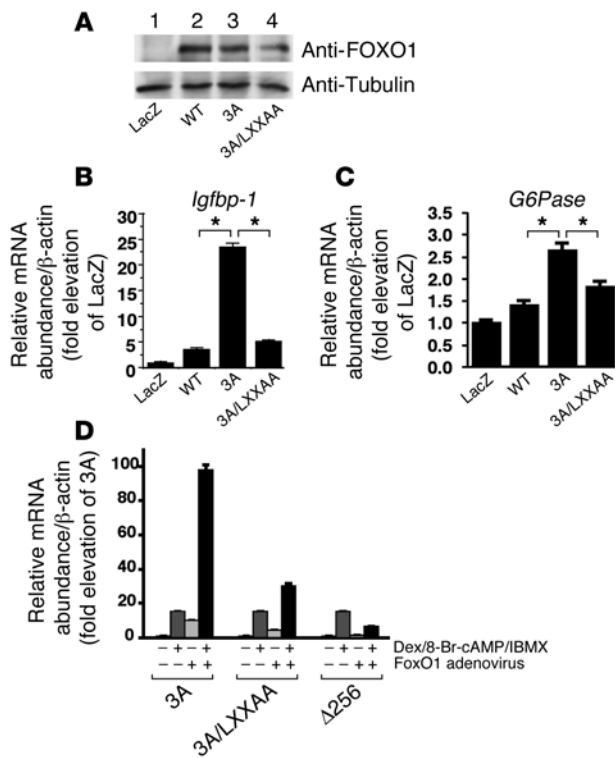 A
1 2 3 4
Anti-FOXO1
Anti-Tubulin
LacZ WT 3A 3A/LXXAA
B
Igfbp-1
Relative mRNA
abundance/β-actin
(fold elevation
of LacZ)
30
25
20
15
10
5
0
* *
LacZ WT 3A 3A/LXXAA
C
G6Pase
Relative mRNA
abundance/β-actin
(fold elevation
of LacZ)
3.5
3.0
2.5
2.0
1.5
1.0
0.5
0.0
* *
LacZ WT 3A 3A/LXXAA
D
Relative mRNA
abundance/β-actin
(fold elevation of 3A)
100
80
60
40
20
0
− + − + − + − + − + − + Dex/8-Br-cAMP/IBMX
− − + + − − + + − − + + FoxO1 adenovirus
3A 3A/LXXAA Δ256